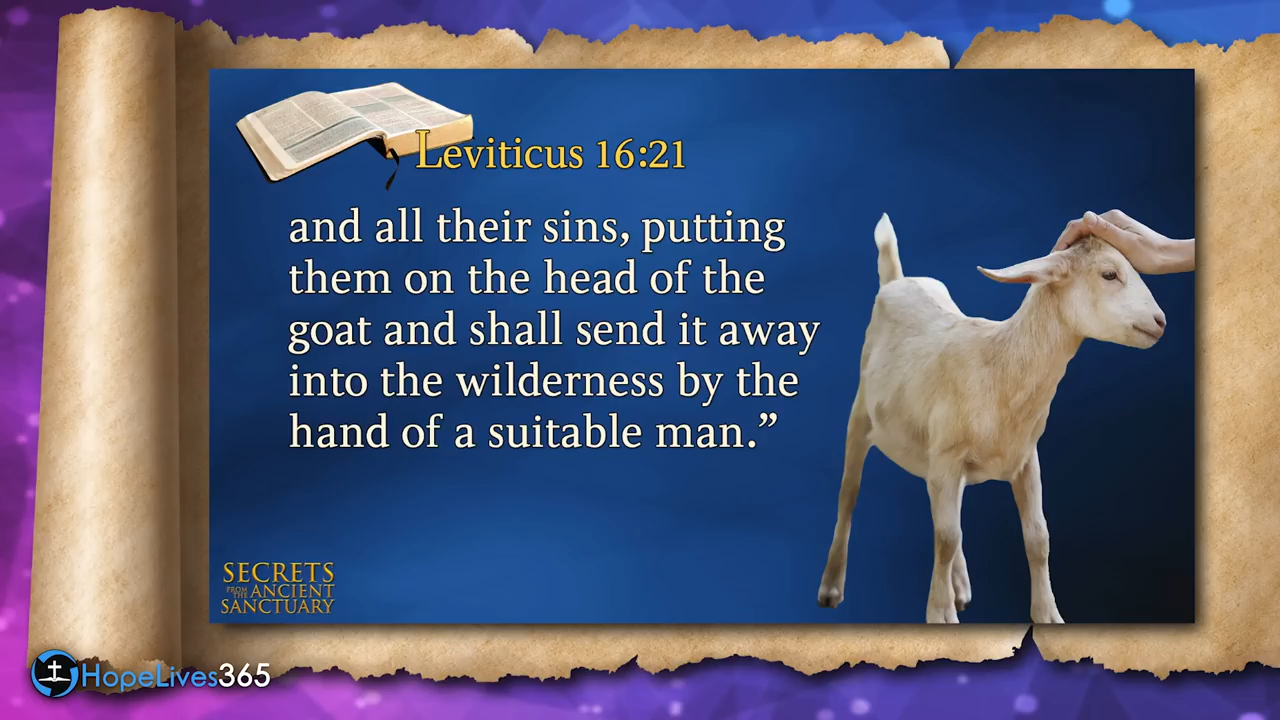 Leviticus 16:21
and all their sins, putting
them on the head of the
goat and shall send it away
into the wilderness by the
hand of a suitable man.”
SECRETS
FROM THE ANCIENT
SANCTUARY
HopeLives365